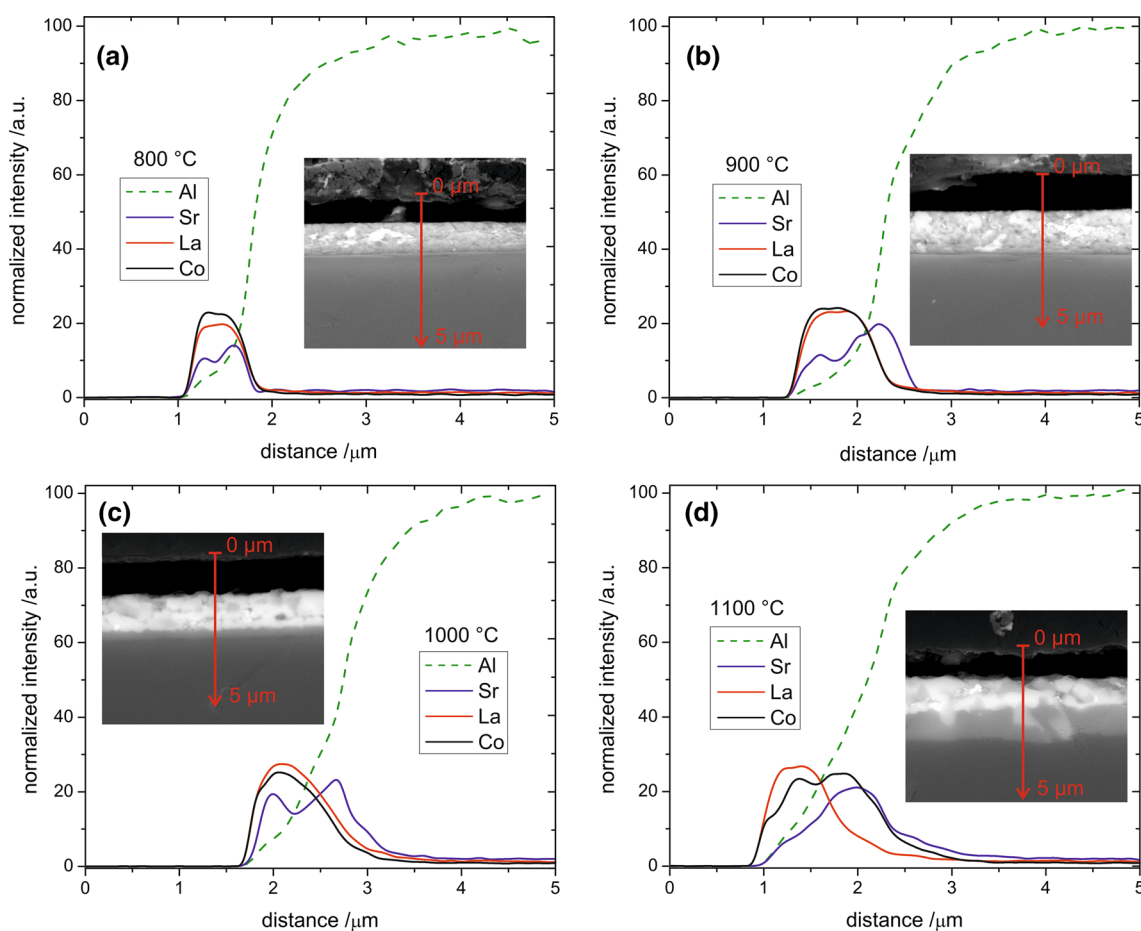 (a)
800 °C
Al
Sr
La
Co
0 µm
5 µm
normalized intensity /a.u.
100
80
60
40
20
0
0 1 2 3 4 5
distance /µm
(b)
900 °C
Al
Sr
La
Co
0 µm
5 µm
normalized intensity /a.u.
100
80
60
40
20
0
0 1 2 3 4 5
distance /µm
(c)
1000 °C
Al
Sr
La
Co
0 µm
5 µm
normalized intensity /a.u.
100
80
60
40
20
0
0 1 2 3 4 5
distance /µm
(d)
1100 °C
Al
Sr
La
Co
0 µm
5 µm
normalized intensity /a.u.
100
80
60
40
20
0
0 1 2 3 4 5
distance /µm